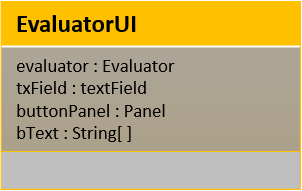 EvaluatorUI
evaluator : Evaluator
txField : textField
buttonPanel : Panel
bText : String[ ]